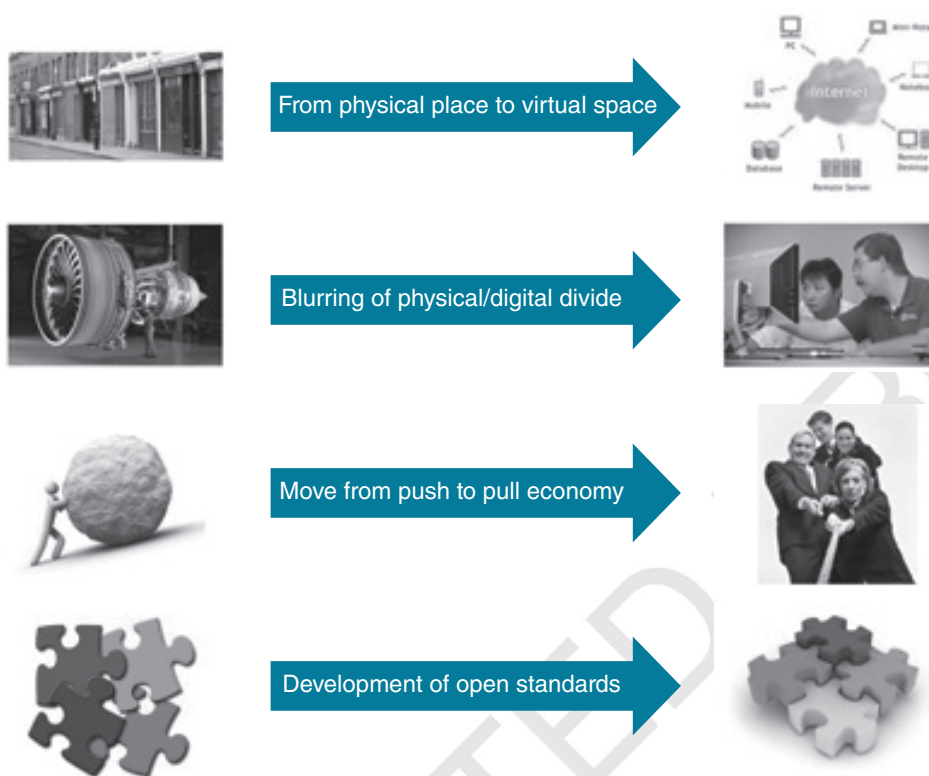 From physical place to virtual space
PC
Internet
Mobile
Database
Remote Server
Remote
Blurring of physical/digital divide
Move from push to pull economy
Development of open standards